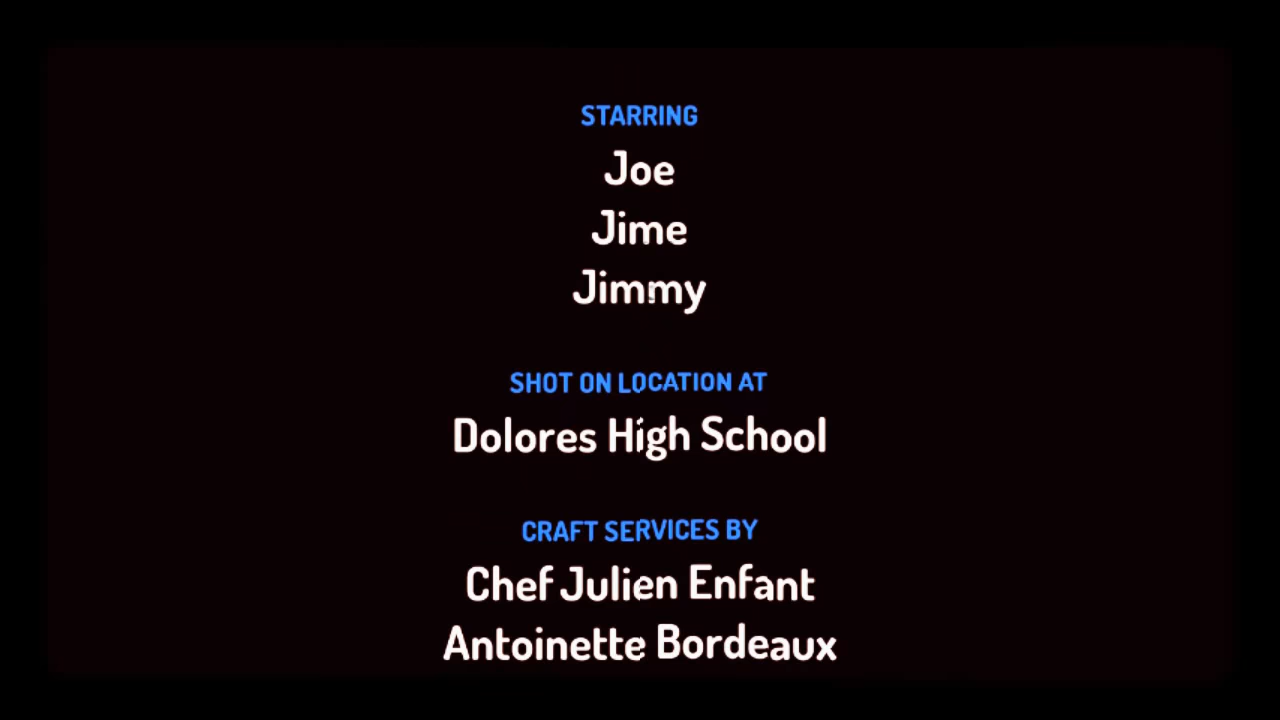 STARRING
Joe
Jime
Jimmy
SHOT ON LOCATION AT
Dolores High School
CRAFT SERVICES BY
Chef Julien Enfant
Antoinette Bordeaux